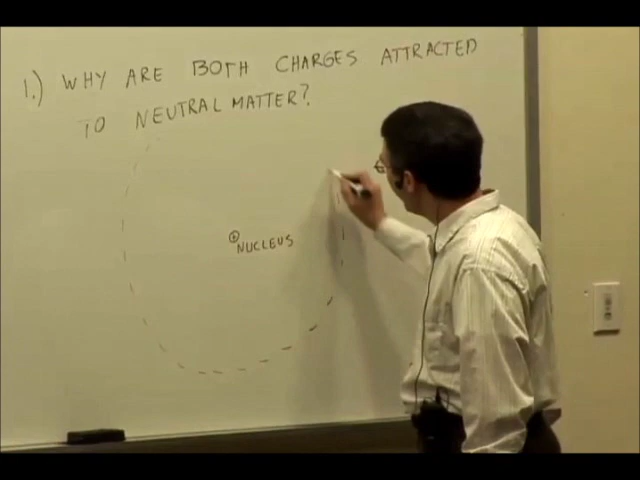 1.) WHY ARE BOTH CHARGES ATTRACTED
TO NEUTRAL MATTER?
⊕
NUCLEUS